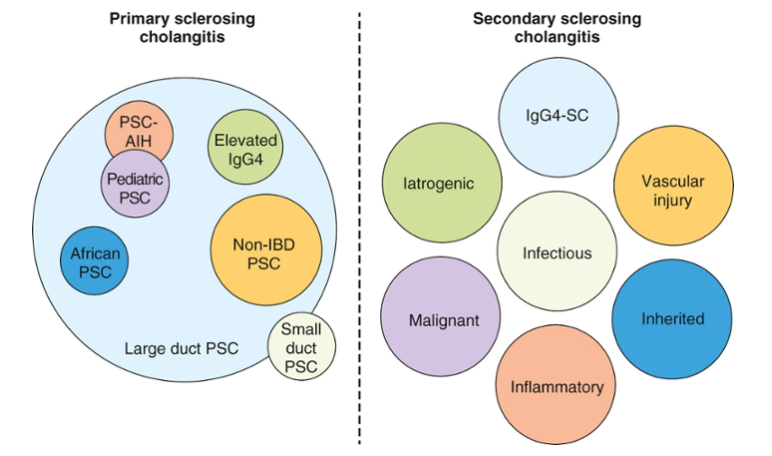 Primary sclerosing
cholangitis
PSC-
AIH
Pediatric
PSC
Elevated
IgG4
African
PSC
Non-IBD
PSC
Large duct PSC
Small
duct
PSC
Secondary sclerosing
cholangitis
IgG4-SC
Iatrogenic
Vascular
injury
Infectious
Malignant
Inherited
Inflammatory